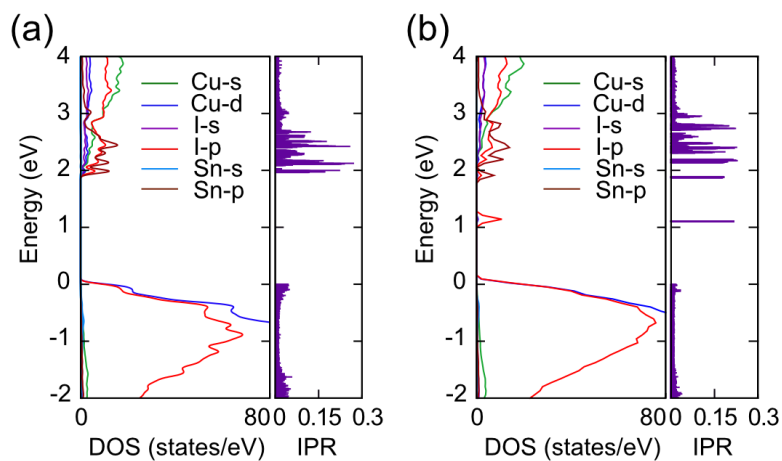 (a)
4
3
2
1
0
-1
-2
Energy (eV)
Cu-s
Cu-d
I-s
I-p
Sn-s
Sn-p
0 800 0 0.15 0.3
DOS (states/eV) IPR
(b)
4
3
2
1
0
-1
-2
Energy (eV)
Cu-s
Cu-d
I-s
I-p
Sn-s
Sn-p
0 800 0 0.15 0.3
DOS (states/eV) IPR